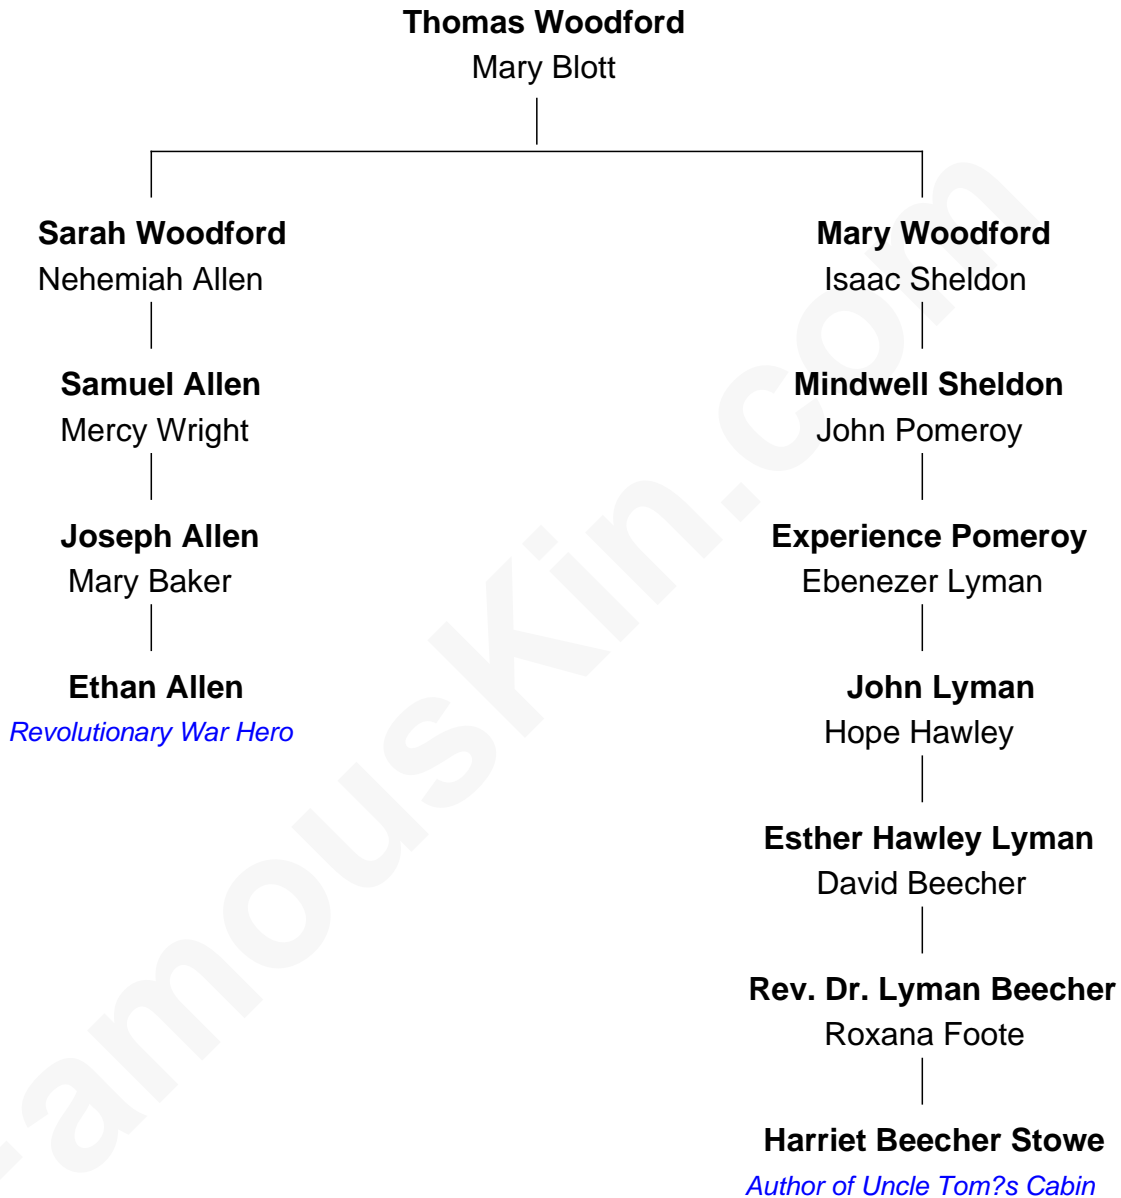 Thomas Woodford
Mary Blott
Sarah Woodford
Nehemiah Allen
Samuel Allen
Mercy Wright
Joseph Allen
Mary Baker
Ethan Allen
Revolutionary War Hero
Mary Woodford
Isaac Sheldon
Mindwell Sheldon
John Pomeroy
Experience Pomeroy
Ebenezer Lyman
John Lyman
Hope Hawley
Esther Hawley Lyman
David Beecher
Rev. Dr. Lyman Beecher
Roxana Foote
Harriet Beecher Stowe
Author of Uncle Tom?s Cabin
FamousKin.com